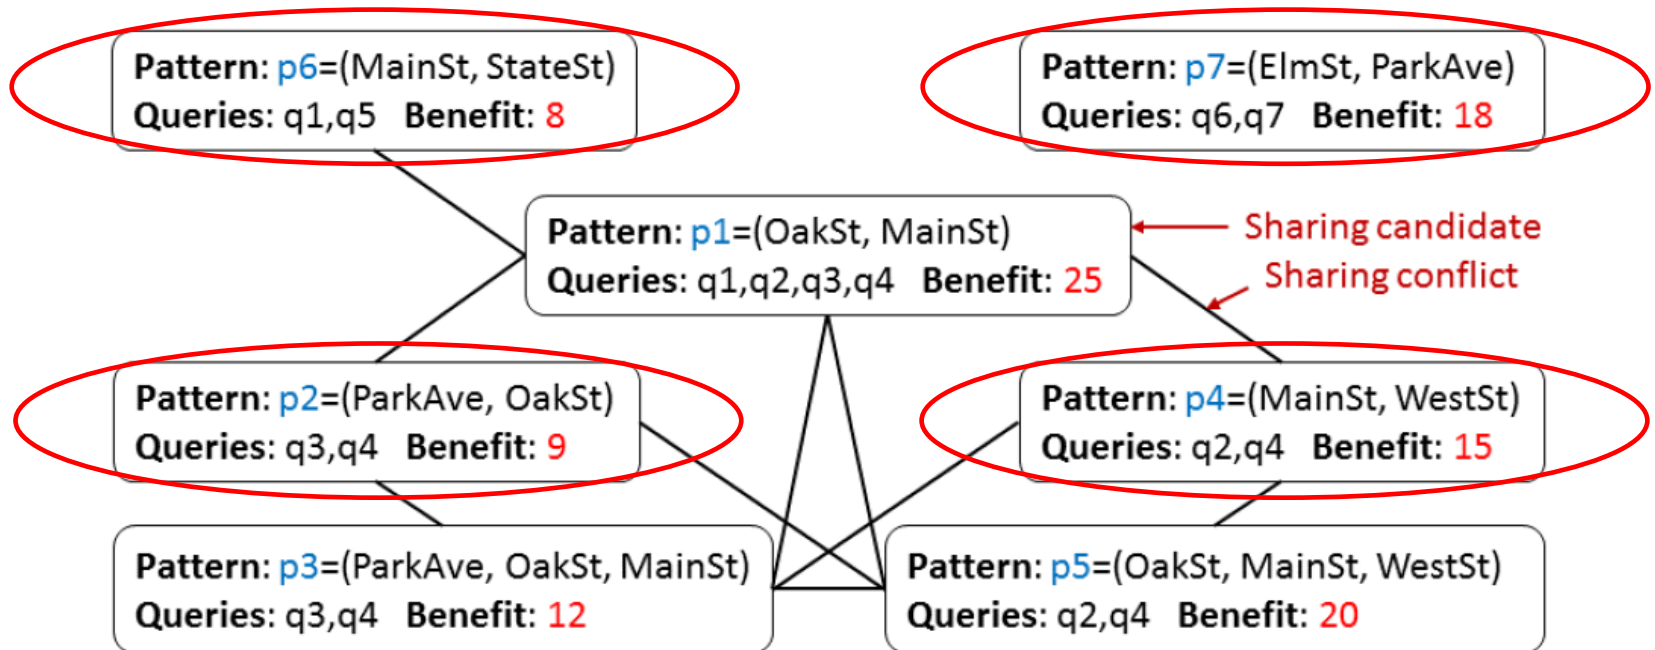 Pattern: p6=(MainSt, StateSt)
Queries: q1,q5 Benefit: 8
Pattern: p7=(ElmSt, ParkAve)
Queries: q6,q7 Benefit: 18
Pattern: p1=(OakSt, MainSt)
Queries: q1,q2,q3,q4 Benefit: 25
Sharing candidate
Sharing conflict
Pattern: p2=(ParkAve, OakSt)
Queries: q3,q4 Benefit: 9
Pattern: p4=(MainSt, WestSt)
Queries: q2,q4 Benefit: 15
Pattern: p3=(ParkAve, OakSt, MainSt)
Queries: q3,q4 Benefit: 12
Pattern: p5=(OakSt, MainSt, WestSt)
Queries: q2,q4 Benefit: 20